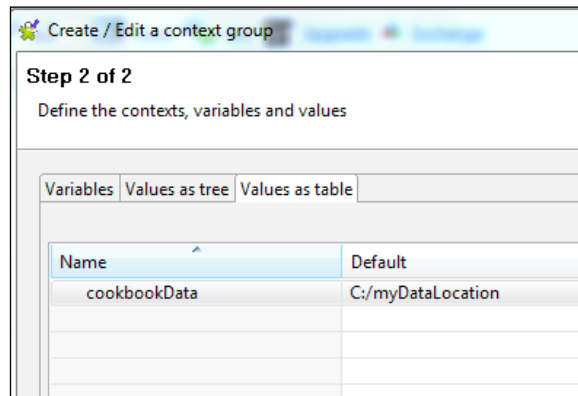 Create / Edit a context group
Step 2 of 2
Define the contexts, variables and values
Variables Values as tree Values as table
Name Default
cookbookData C:/myDataLocation